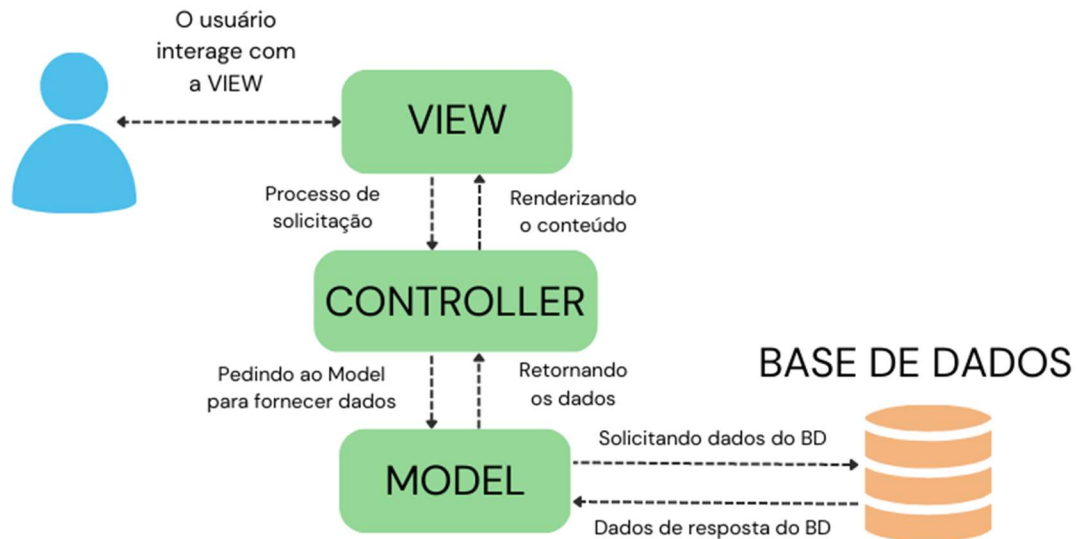 O usuário
interage com
a VIEW
VIEW
Processo de
solicitação
Renderizando
o conteúdo
CONTROLLER
Pedindo ao Model
para fornecer dados
Retornando
os dados
BASE DE DADOS
MODEL
Solicitando dados do BD
Dados de resposta do BD